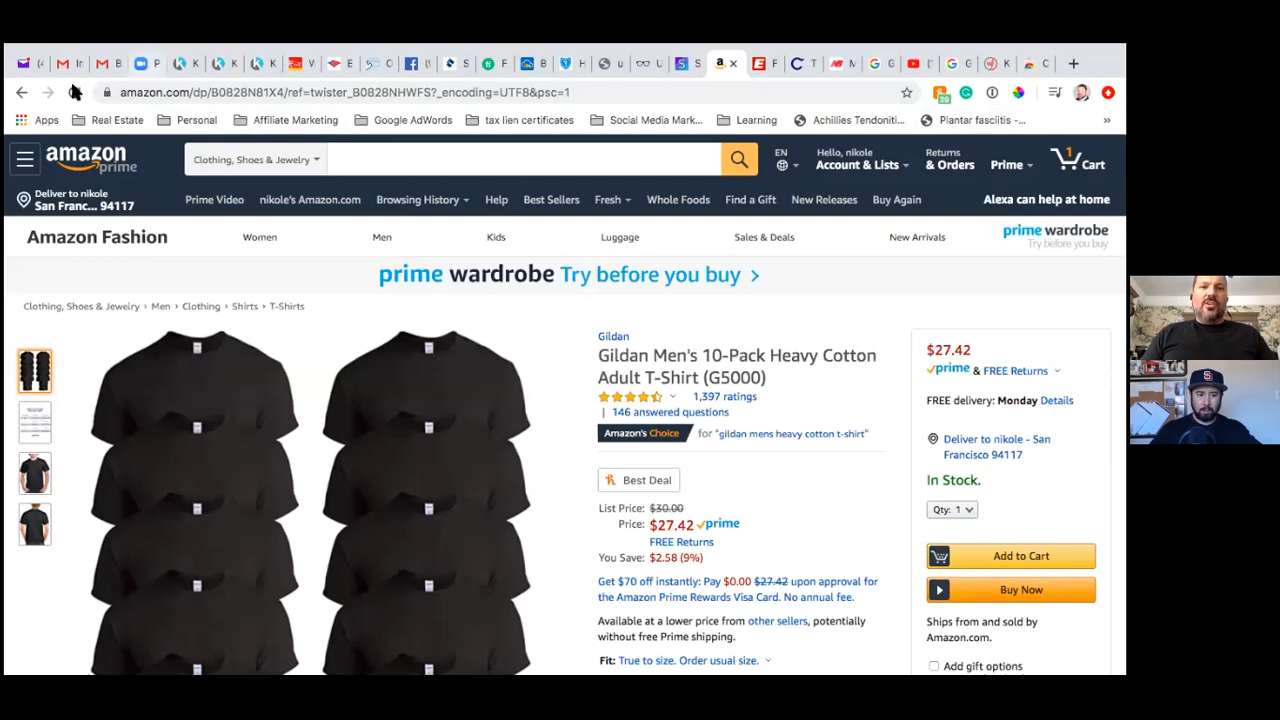 amazon.com/dp/B0828N81X4/ref=twister_B0828NHWFS?_encoding=UTF8&psc=1
Apps Real Estate Personal Affiliate Marketing Google AdWords tax lien certificates Social Media Mark... Learning Achillies Tendoniti... Plantar fasciitis -... »
amazon prime
Clothing, Shoes & Jewelry
EN
Hello, nikole
Account & Lists
Returns
& Orders
Prime
1
Cart
Deliver to nikole
San Franc... 94117
Prime Video nikole's Amazon.com Browsing History Help Best Sellers Fresh Whole Foods Find a Gift New Releases Buy Again
Alexa can help at home
Amazon Fashion Women Men Kids Luggage Sales & Deals New Arrivals
prime wardrobe
Try before you buy
prime wardrobe Try before you buy ›
Clothing, Shoes & Jewelry › Men › Clothing › Shirts › T-Shirts
Gildan
Gildan Men's 10-Pack Heavy Cotton
Adult T-Shirt (G5000)
1,397 ratings
| 146 answered questions
Amazon's Choice for "gildan mens heavy cotton t-shirt"
Best Deal
List Price: $30.00
Price: $27.42 prime
FREE Returns
You Save: $2.58 (9%)
Get $70 off instantly: Pay $0.00 $27.42 upon approval for
the Amazon Prime Rewards Visa Card. No annual fee.
Available at a lower price from other sellers, potentially
without free Prime shipping.
Fit: True to size. Order usual size.
$27.42
prime & FREE Returns
FREE delivery: Monday Details
Deliver to nikole - San
Francisco 94117
In Stock.
Qty: 1
Add to Cart
Buy Now
Ships from and sold by
Amazon.com.
Add gift options